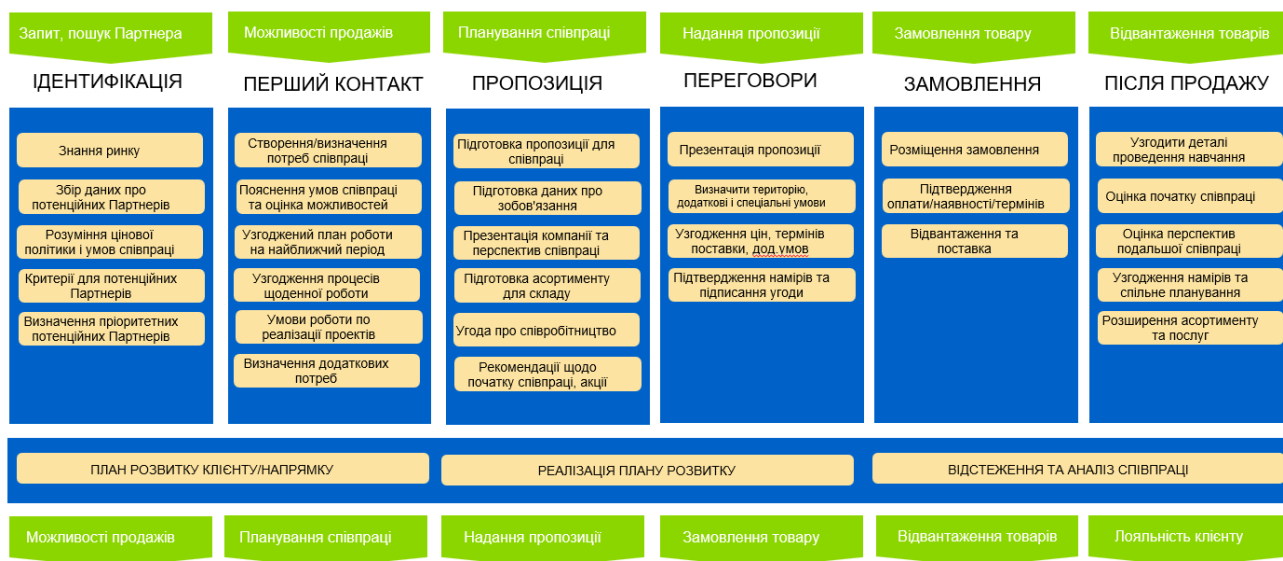 Запит, пошук Партнера
Можливості продажів
Планування співпраці
Надання пропозиції
Замовлення товару
Відвантаження товарів
ІДЕНТИФІКАЦІЯ
ПЕРШИЙ КОНТАКТ
ПРОПОЗИЦІЯ
ПЕРЕГОВОРИ
ЗАМОВЛЕННЯ
ПІСЛЯ ПРОДАЖУ
Знання ринку
Збір даних про
потенційних Партнерів
Розуміння цінової
політики і умов співпраці
Критерії для потенційних
Партнерів
Визначення пріоритетних
потенційних Партнерів
Створення/визначення
потреб співпраці
Пояснення умов співпраці
та оцінка можливостей
Узгоджений план роботи
на найближчий період
Узгодження процесів
щоденної роботи
Умови роботи по
реалізації проектів
Визначення додаткових
потреб
Підготовка пропозиції для
співпраці
Підготовка даних про
зобов'язання
Презентація компанії та
перспектив співпраці
Підготовка асортименту
для складу
Угода про співробітництво
Рекомендації щодо
початку співпраці, акції
Презентація пропозиції
Визначити територію,
додаткові і спеціальні умови
Узгодження цін, термінів
поставки, дод.умов
Підтвердження намірів та
підписання угоди
Розміщення замовлення
Підтвердження
оплати/наявності/термінів
Відвантаження та
поставка
Узгодити деталі
проведення навчання
Оцінка початку співпраці
Оцінка перспектив
подальшої співпраці
Узгодження намірів та
спільне планування
Розширення асортименту
та послуг
ПЛАН РОЗВИТКУ КЛІЄНТУ/НАПРЯМКУ
РЕАЛІЗАЦІЯ ПЛАНУ РОЗВИТКУ
ВІДСТЕЖЕННЯ ТА АНАЛІЗ СПІВПРАЦІ
Можливості продажів
Планування співпраці
Надання пропозиції
Замовлення товару
Відвантаження товарів
Лояльність клієнту